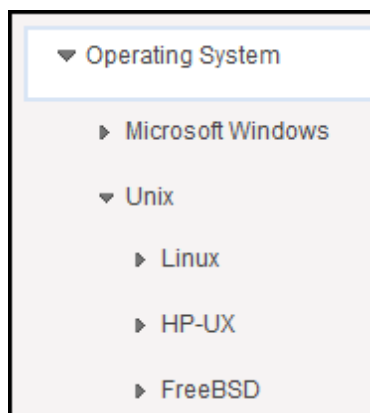 Operating System
Microsoft Windows
Unix
Linux
HP-UX
FreeBSD